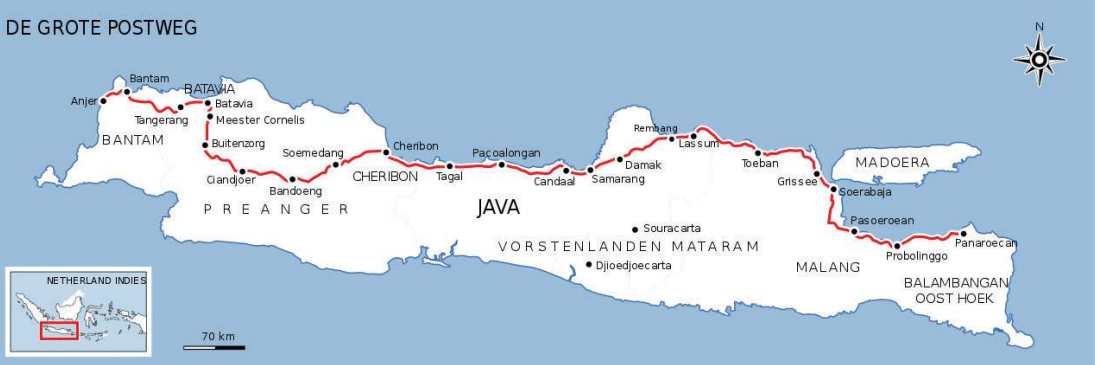 DE GROTE POSTWEG
N
Bantam
Anjer
BATAVIA
Batavia
Tangerang
Meester Cornelis
BANTAM
Buitenzorg
Cheribon
Soemedang
Ciandjoer
Bandoeng
CHERIBON
PREANGER
Tagal
Pacoalongan
Candaal
Samarang
Damak
Rembang
Lassum
Toeban
Grissee
MADOERA
Soerabaja
JAVA
Souracarta
VORSTENLANDEN MATARAM
Djioedjoecarta
Pasoeroean
Panaroecan
Probolinggo
MALANG
BALAMBANGAN
OOST HOEK
NETHERLAND INDIES
70 km